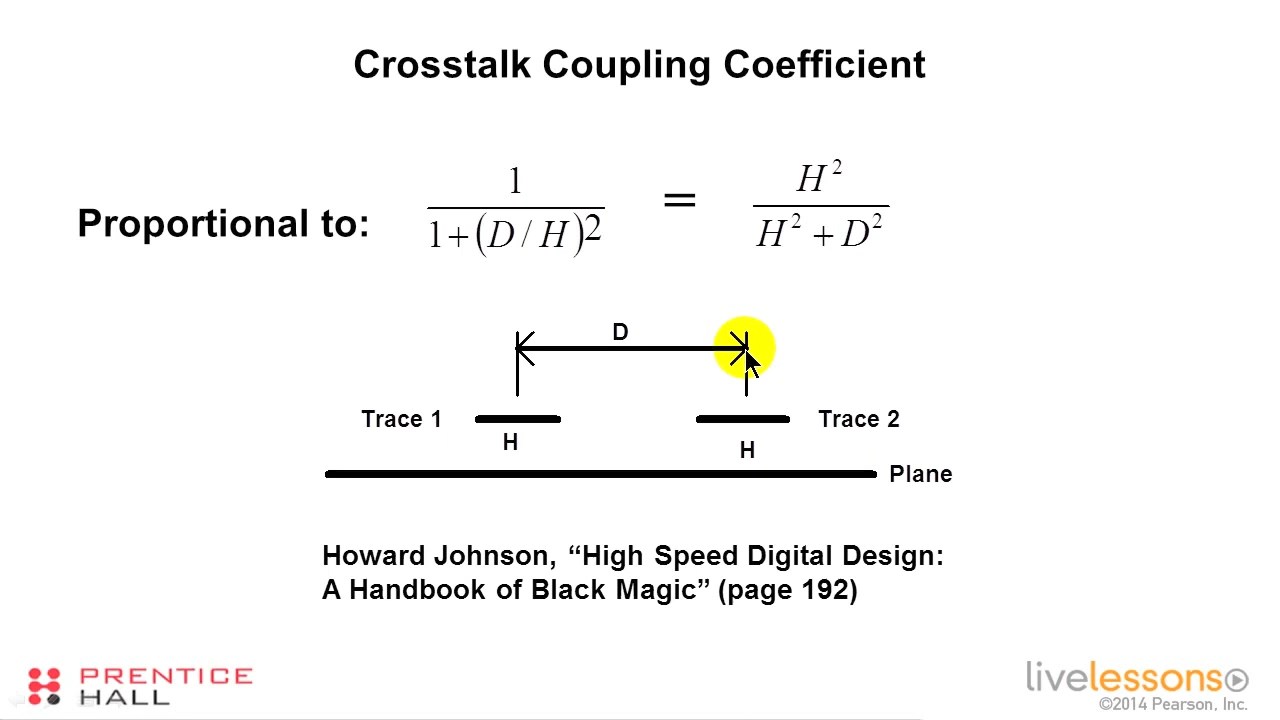 Crosstalk Coupling Coefficient
Proportional to:
1 / 1+(D/H)2 = H² / H² + D²
D
Trace 1
Trace 2
H
H
Plane
Howard Johnson, “High Speed Digital Design:
A Handbook of Black Magic” (page 192)
PRENTICE
HALL
livelessons
©2014 Pearson, Inc.